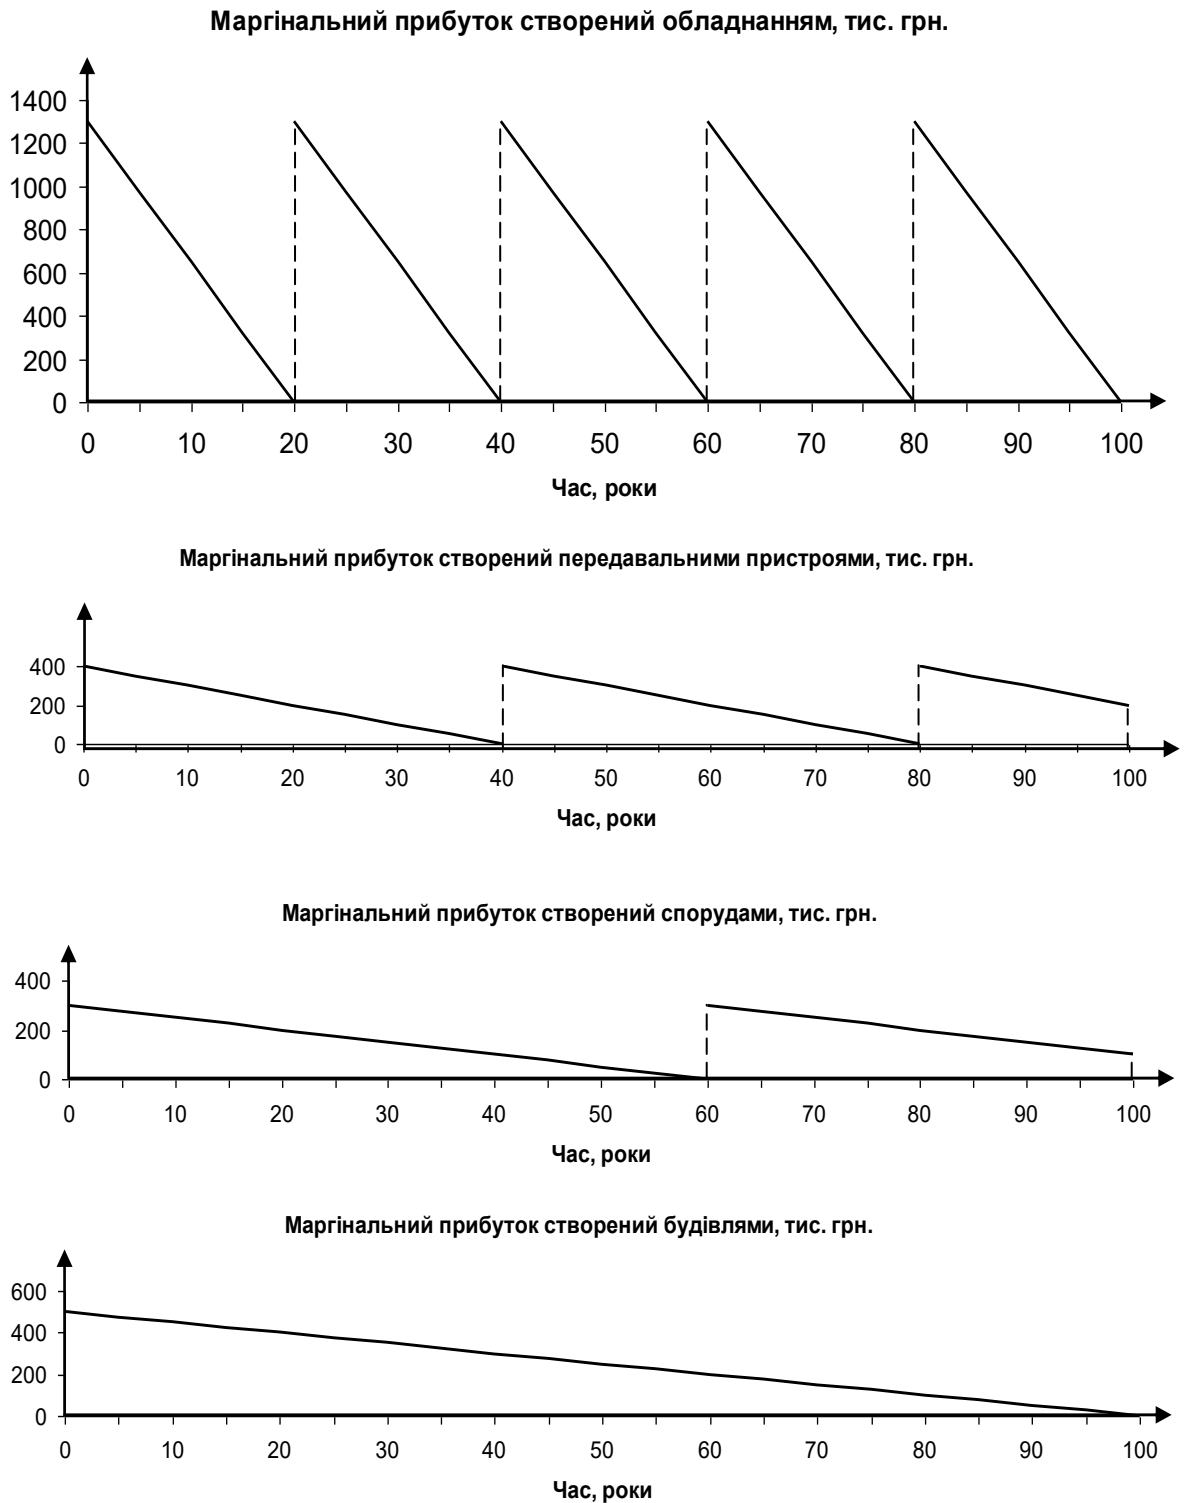 Маргінальний прибуток створений обладнанням, тис. грн.
1400
1200
1000
800
600
400
200
0
0 10 20 30 40 50 60 70 80 90 100
Час, роки
Маргінальний прибуток створений передавальними пристроями, тис. грн.
400
200
0
0 10 20 30 40 50 60 70 80 90 100
Час, роки
Маргінальний прибуток створений спорудами, тис. грн.
400
200
0
0 10 20 30 40 50 60 70 80 90 100
Час, роки
Маргінальний прибуток створений будівлями, тис. грн.
600
400
200
0
0 10 20 30 40 50 60 70 80 90 100
Час, роки